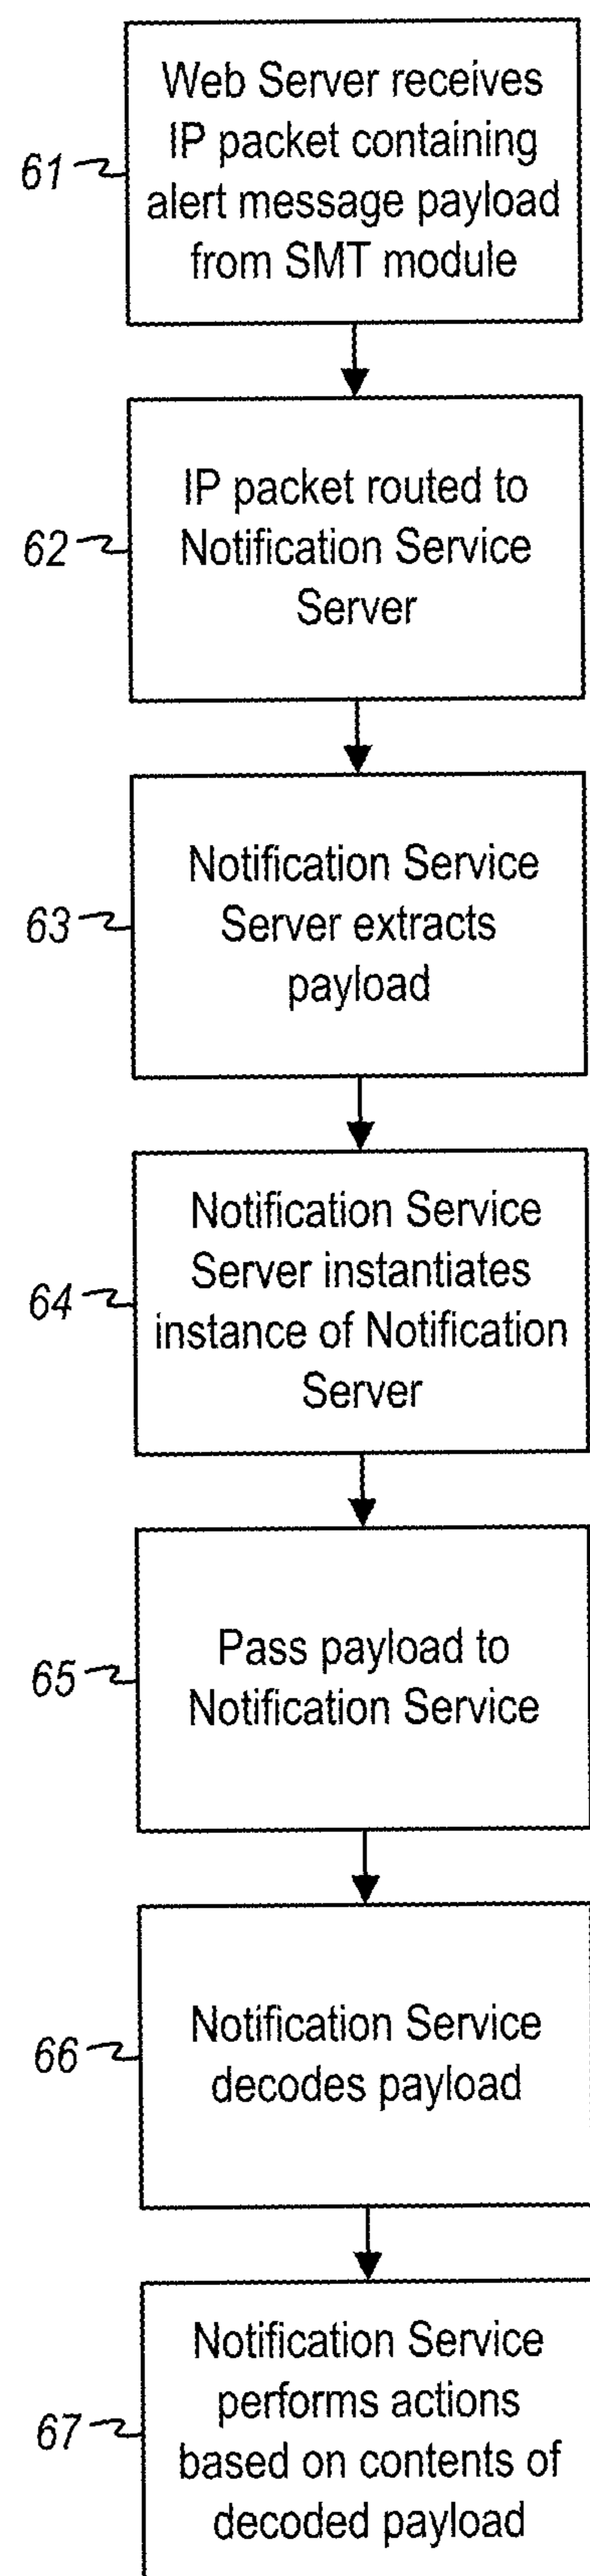 Web Server receives
IP packet containing
61
alert message payload
from SMT module
IP packet routed to
62
Notification Service
Server
Notification Service
63
Server extracts
payload
Notification Service
Server instantiates
64
instance of Notification
Server
Pass payload to
65
Notification Service
Notification Service
66
decodes payload
Notification Service
performs actions
67
based on contents of
decoded payload